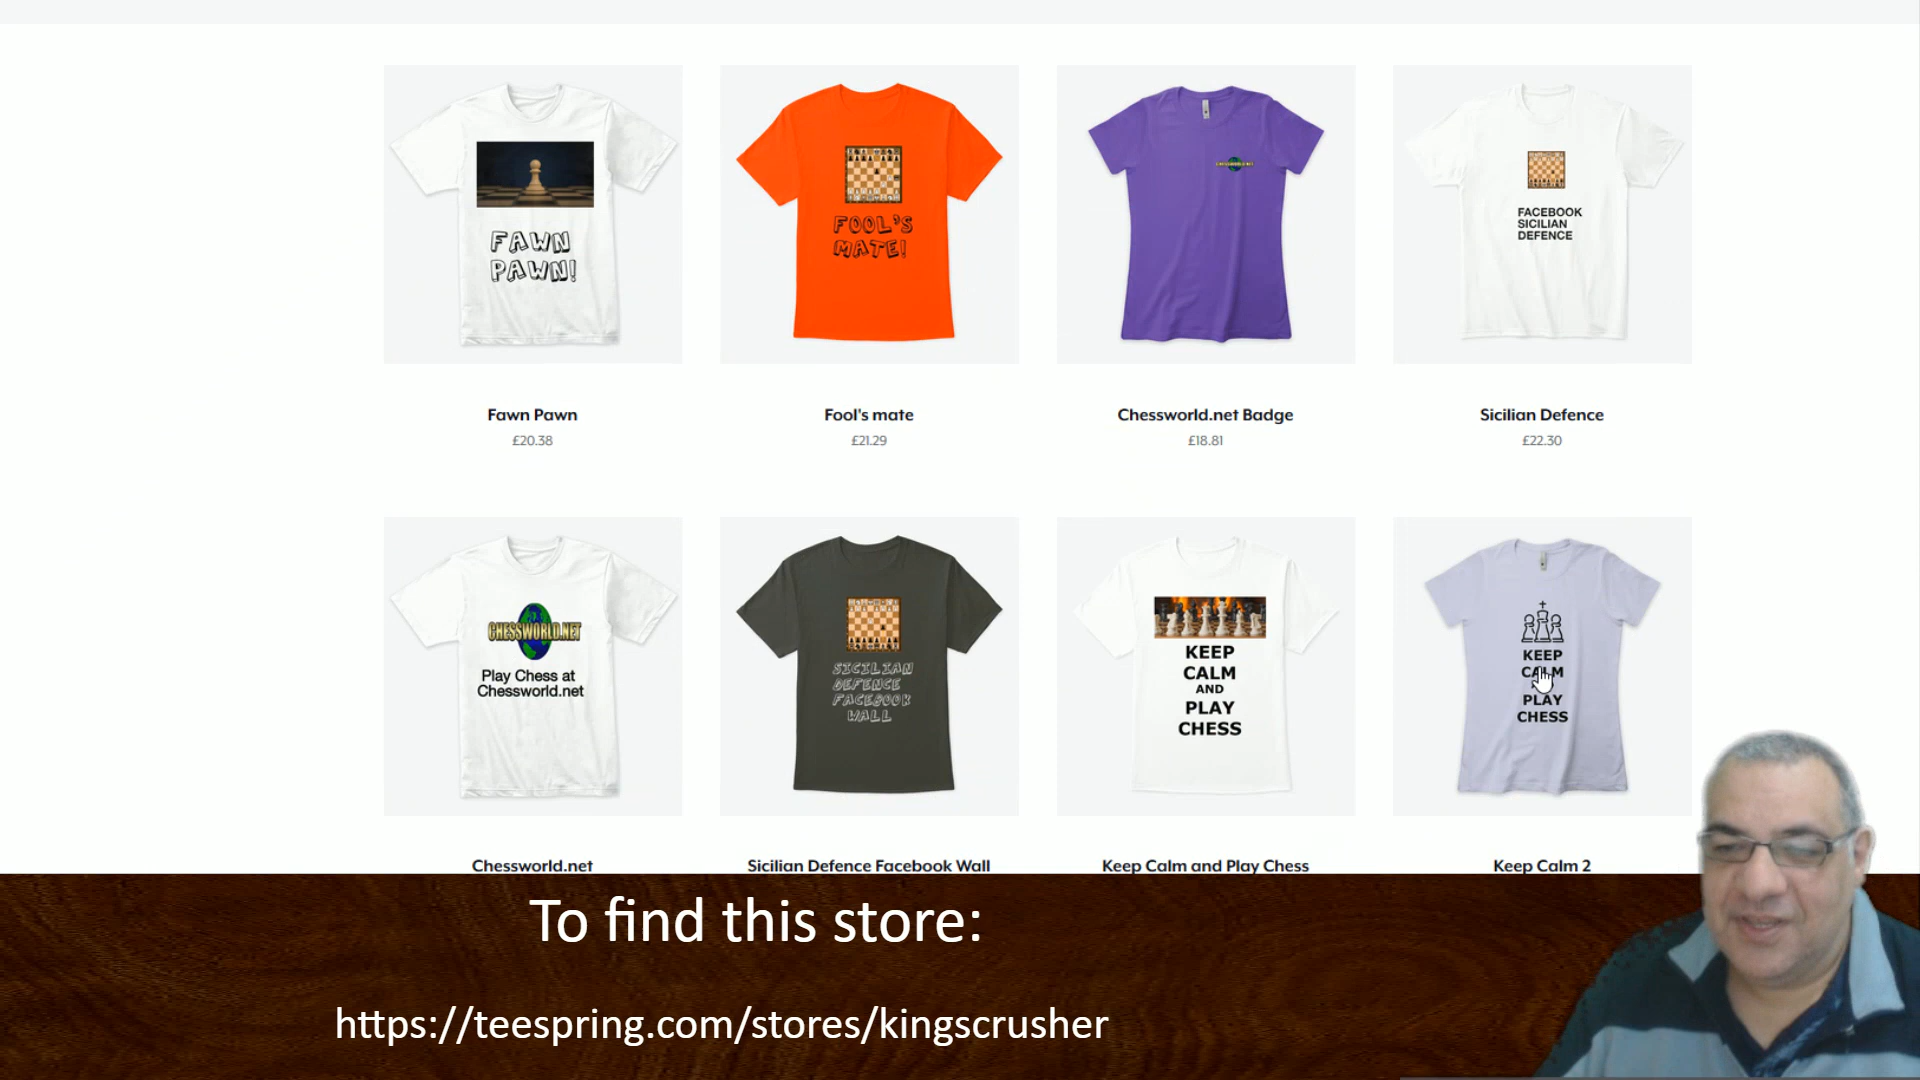 FAWN
PAWN!
FOOL'S
MATE!
CHESSWORLD.NET
FACEBOOK
SICILIAN
DEFENCE
Fawn Pawn
£20.38
Fool's mate
£21.29
Chessworld.net Badge
£18.81
Sicilian Defence
£22.30
CHESSWORLD.NET
Play Chess at
Chessworld.net
SICILIAN
DEFENCE
FACEBOOK
WALL
KEEP
CALM
AND
PLAY
CHESS
KEEP
CALM
PLAY
CHESS
Chessworld.net
Sicilian Defence Facebook Wall
Keep Calm and Play Chess
Keep Calm 2
To find this store:
https://teespring.com/stores/kingscrusher